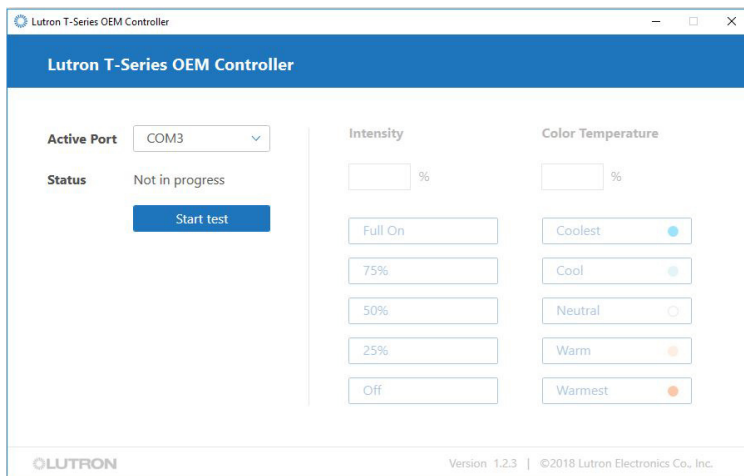 Lutron T-Series OEM Controller
Lutron T-Series OEM Controller
Active Port COM3
Status Not in progress
Start test
Intensity Color Temperature
% %
Full On Coolest
75% Cool
50% Neutral
25% Warm
Off Warmest
LUTRON Version 1.2.3 | ©2018 Lutron Electronics Co., Inc.